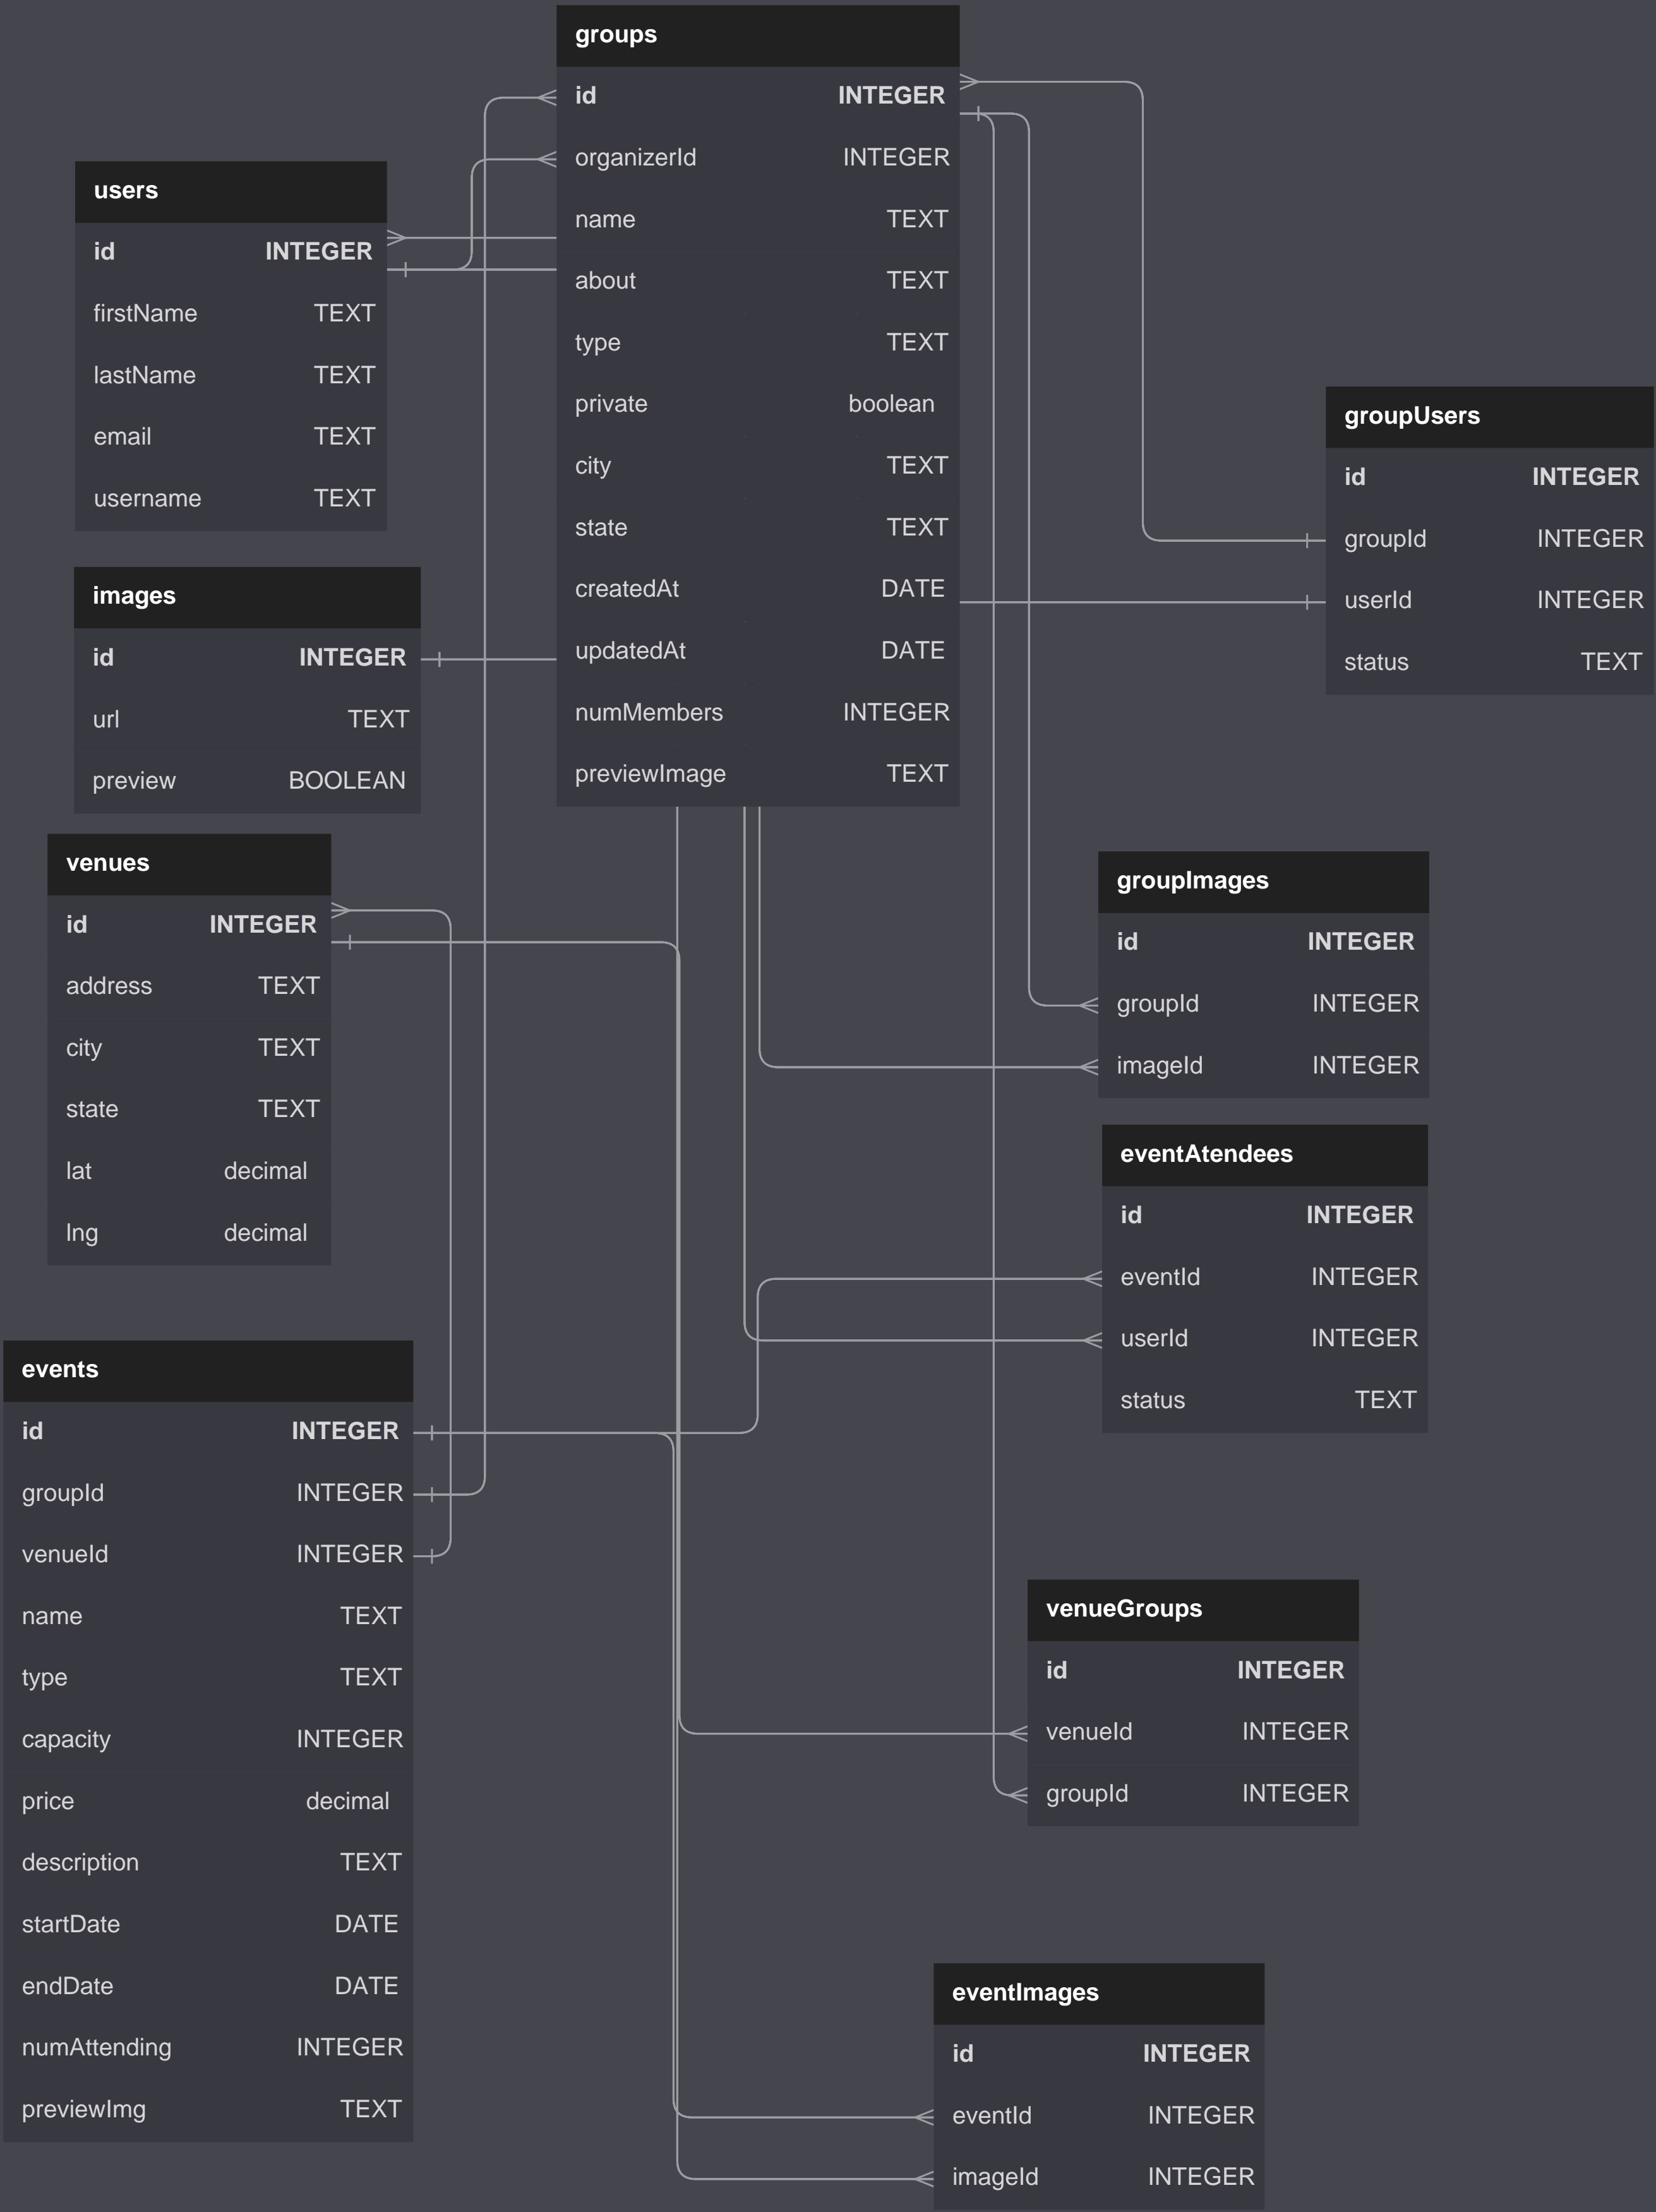 groups
id INTEGER
organizerId INTEGER
name TEXT
about TEXT
type TEXT
private boolean
city TEXT
state TEXT
createdAt DATE
updatedAt DATE
numMembers INTEGER
previewImage TEXT
users
id INTEGER
firstName TEXT
lastName TEXT
email TEXT
username TEXT
groupUsers
id INTEGER
groupId INTEGER
userId INTEGER
status TEXT
images
id INTEGER
url TEXT
preview BOOLEAN
venues
id INTEGER
address TEXT
city TEXT
state TEXT
lat decimal
lng decimal
groupImages
id INTEGER
groupId INTEGER
imageId INTEGER
eventAtendees
id INTEGER
eventId INTEGER
userId INTEGER
status TEXT
events
id INTEGER
groupId INTEGER
venueId INTEGER
name TEXT
type TEXT
capacity INTEGER
price decimal
description TEXT
startDate DATE
endDate DATE
numAttending INTEGER
previewImg TEXT
venueGroups
id INTEGER
venueId INTEGER
groupId INTEGER
eventImages
id INTEGER
eventId INTEGER
imageId INTEGER